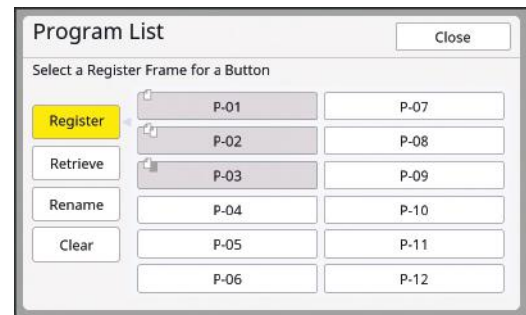 Program List
Close
Select a Register Frame for a Button
Register
Retrieve
Rename
Clear
P-01
P-02
P-03
P-04
P-05
P-06
P-07
P-08
P-09
P-10
P-11
P-12